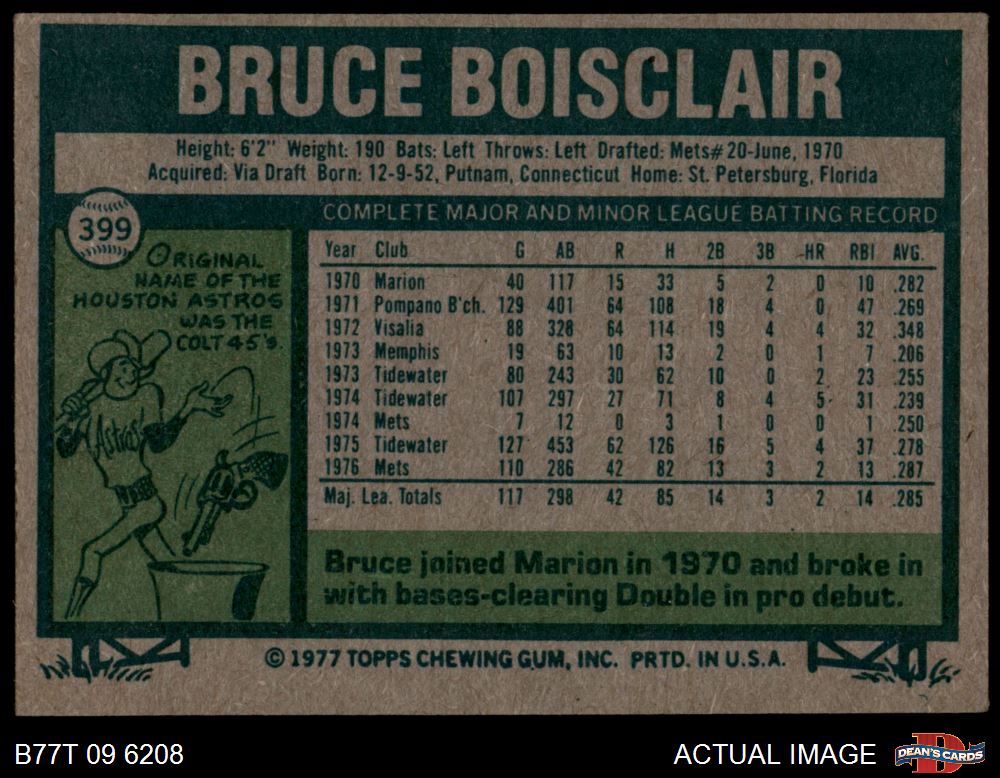 BRUCE BOISCLAIR
Height: 6'2" Weight: 190 Bats: Left Throws: Left Drafted: Mets#20-June, 1970
Acquired: Via Draft Born: 12-9-52, Putnam, Connecticut Home: St. Petersburg, Florida
399
ORIGINAL
NAME OF THE
HOUSTON ASTROS
WAS THE
COLT 45's.
Astros
COMPLETE MAJOR AND MINOR LEAGUE BATTING RECORD
Year Club G AB R H 2B 3B HR RBI AVG.
1970 Marion 40 117 15 33 5 2 0 10 .282
1971 Pompano B'ch. 129 401 64 108 18 4 0 47 .269
1972 Visalia 88 328 64 114 19 4 4 32 .348
1973 Memphis 19 63 10 13 2 0 1 7 .206
1973 Tidewater 80 243 30 62 10 0 2 23 .255
1974 Tidewater 107 297 27 71 8 4 5 31 .239
1974 Mets 7 12 0 3 1 0 0 1 .250
1975 Tidewater 127 453 62 126 16 5 4 37 .278
1976 Mets 110 286 42 82 13 3 2 13 .287
Maj. Lea. Totals 117 298 42 85 14 3 2 14 .285
Bruce joined Marion in 1970 and broke in
with bases-clearing Double in pro debut.
© 1977 TOPPS CHEWING GUM, INC. PRTD. IN U.S.A.
B77T 09 6208
ACTUAL IMAGE
D
DEAN'S CARDS